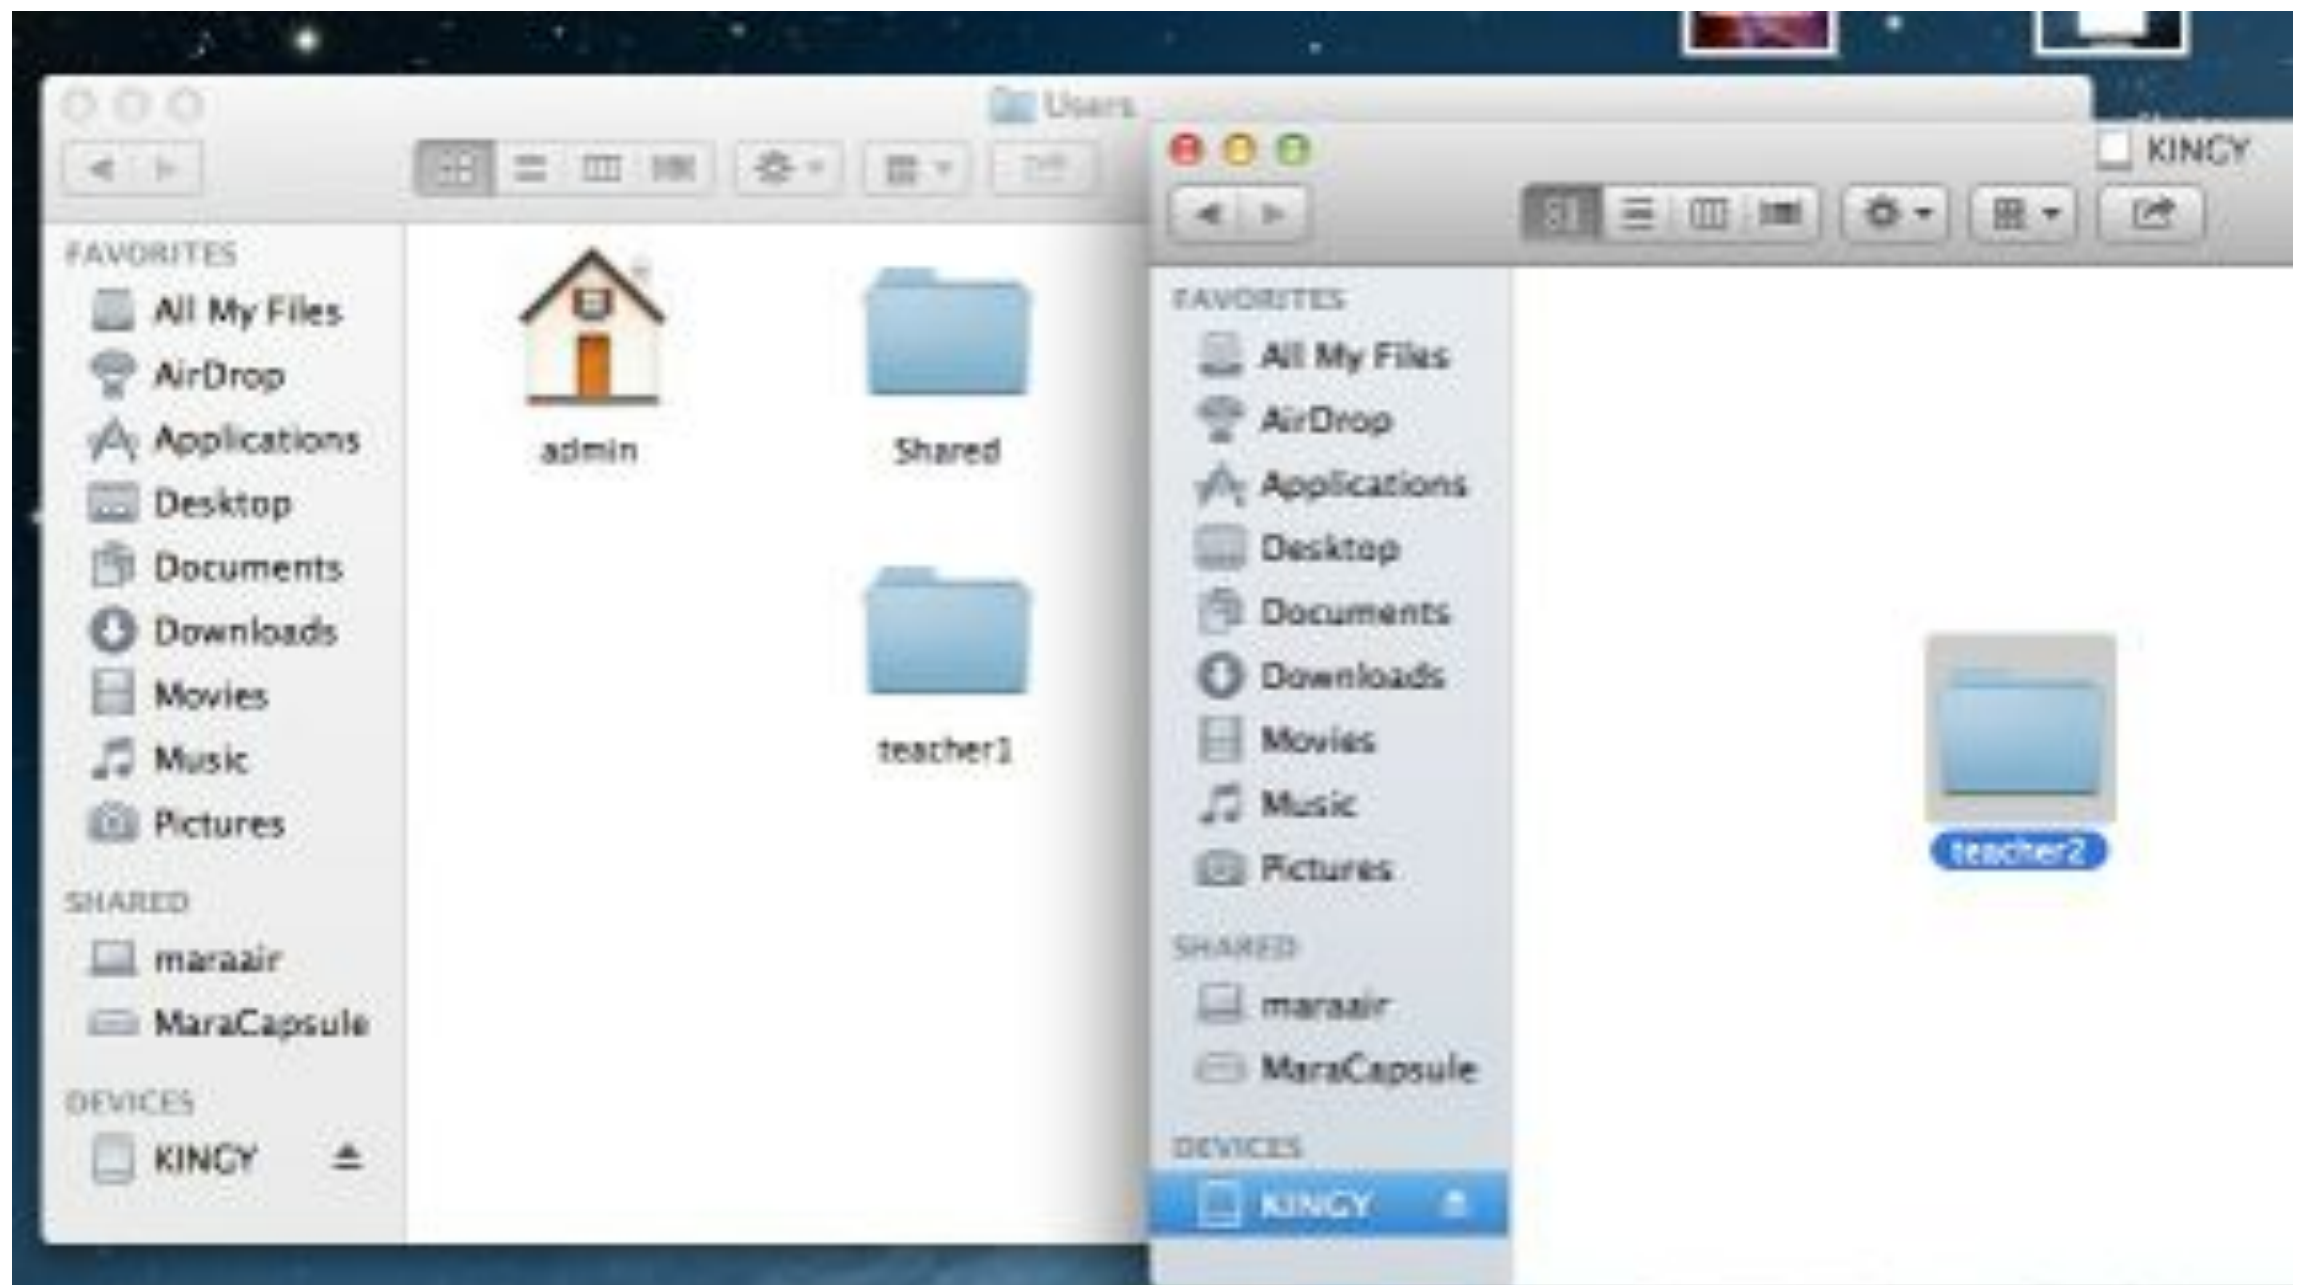 Users
FAVORITES
All My Files
AirDrop
Applications
Desktop
Documents
Downloads
Movies
Music
Pictures
SHARED
maraair
MaraCapsule
DEVICES
KINGY
admin
Shared
teacher1
KINGY
FAVORITES
All My Files
AirDrop
Applications
Desktop
Documents
Downloads
Movies
Music
Pictures
SHARED
maraair
MaraCapsule
DEVICES
KINGY
teacher2